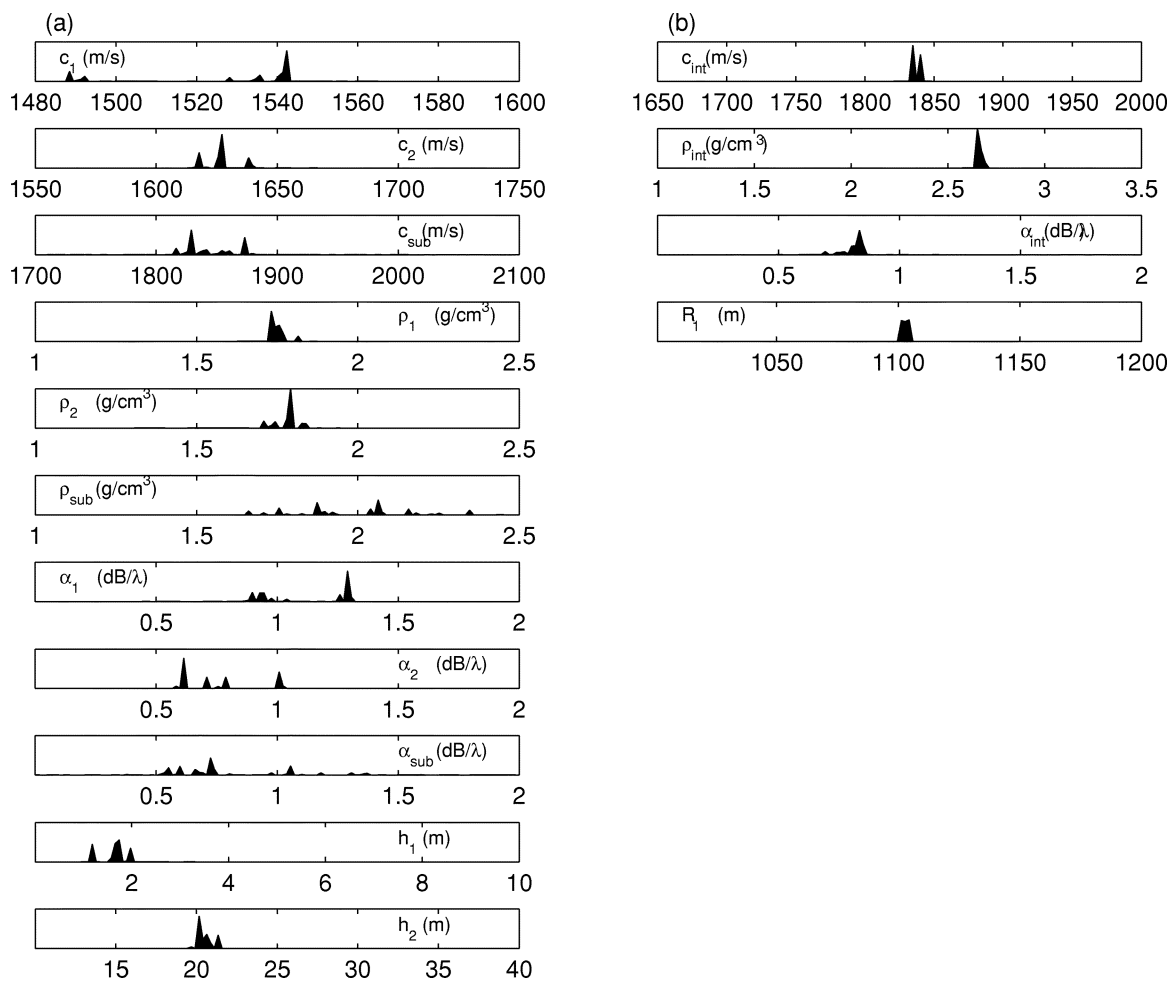 (a)
c1 (m/s)
1480 1500 1520 1540 1560 1580 1600
c2 (m/s)
1550 1600 1650 1700 1750
csub (m/s)
1700 1800 1900 2000 2100
ρ1 (g/cm3)
1 1.5 2 2.5
ρ2 (g/cm3)
1 1.5 2 2.5
ρsub (g/cm3)
1 1.5 2 2.5
α1 (dB/λ)
0.5 1 1.5 2
α2 (dB/λ)
0.5 1 1.5 2
αsub (dB/λ)
0.5 1 1.5 2
h1 (m)
2 4 6 8 10
h2 (m)
15 20 25 30 35 40
(b)
cint (m/s)
1650 1700 1750 1800 1850 1900 1950 2000
ρint (g/cm3)
1 1.5 2 2.5 3 3.5
αint (dB/λ)
0.5 1 1.5 2
R1 (m)
1050 1100 1150 1200